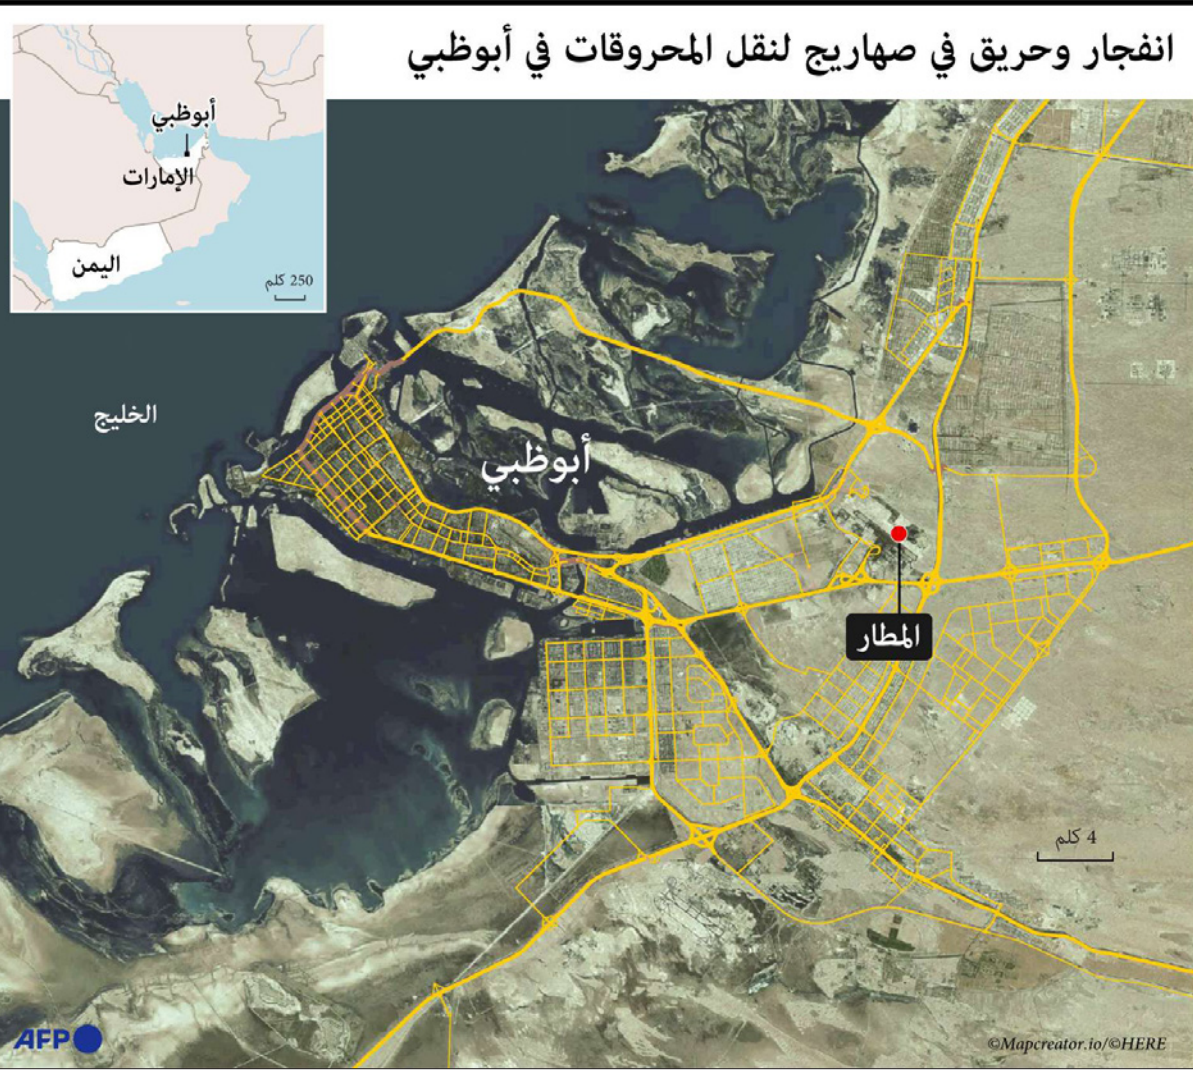 انفجار وحريق في صهاريج لنقل المحروقات في أبوظبي
أبوظبي
الإمارات
اليمن
250 كلم
الخليج
أبوظبي
المطار
4 كلم
AFP
©Mapcreator.io/©HERE